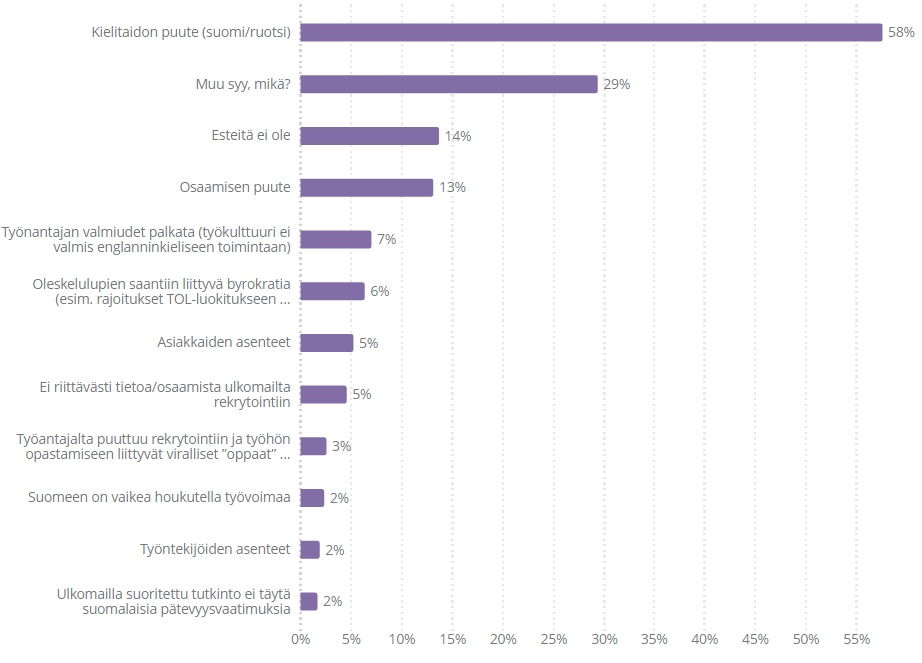 Kielitaidon puute (suomi/ruotsi)
58%
Muu syy, mikä?
29%
Esteitä ei ole
14%
Osaamisen puute
13%
Työnantajan valmiudet palkata (työkulttuuri ei
valmis englanninkieliseen toimintaan)
7%
Oleskelulupien saantiin liittyvä byrokratia
(esim. rajoitukset TOL-luokitukseen ...
6%
Asiakkaiden asenteet
5%
Ei riittävästi tietoa/osaamista ulkomailta
rekrytointiin
5%
Työantajalta puuttuu rekrytointiin ja työhön
opastamiseen liittyvät viralliset ”oppaat” ...
3%
Suomeen on vaikea houkutella työvoimaa
2%
Työntekijöiden asenteet
2%
Ulkomailla suoritettu tutkinto ei täytä
suomalaisia pätevyysvaatimuksia
2%
0% 5% 10% 15% 20% 25% 30% 35% 40% 45% 50% 55%